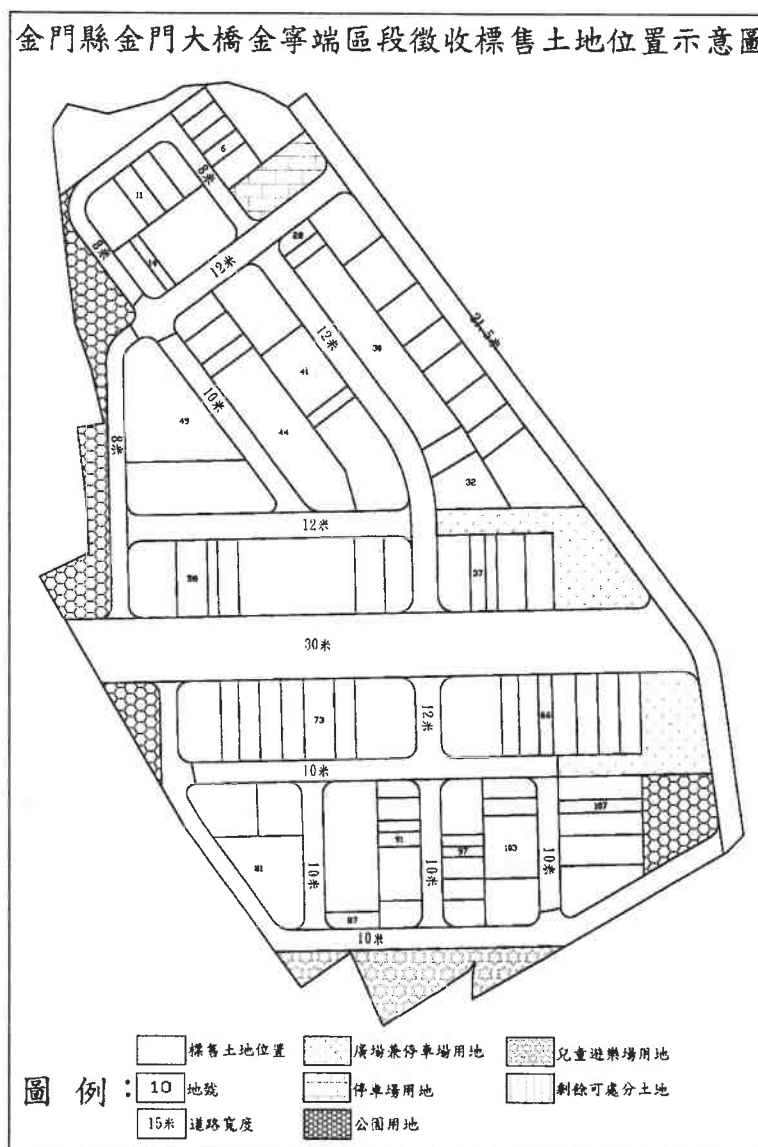 金門縣金門大橋金寧端區段徵收標售土地位置示意圖
6
8米
11
8米
12米
28
21.5米
12米
38
41
10米
44
49
8米
32
12米
56
37
30米
73
12米
66
10米
107
91
97
103
81
10米
10米
10米
87
10米
圖例：
標售土地位置
廣場兼停車場用地
兒童遊樂場用地
10 地號
停車場用地
剩餘可處分土地
15米 道路寬度
公園用地